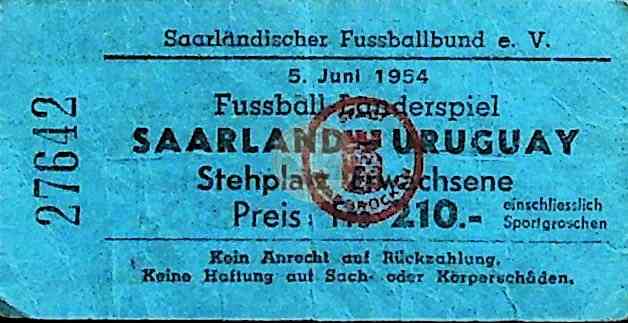 Saarländischer Fussballbund e. V.
5. Juni 1954
Fussball-Länderspiel
SAARLAND URUGUAY
Stehplatz Erwachsene
Preis: 210.- einschliesslich
Sportgroschen
Kein Anrecht auf Rückzahlung.
Keine Haftung auf Sach- oder Körperschäden.
27642